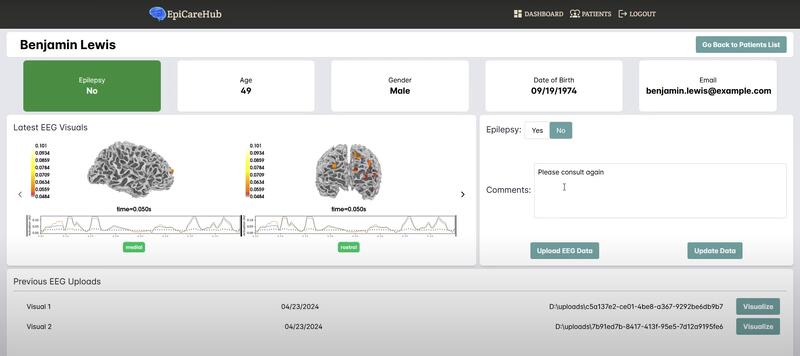 EpiCareHub
DASHBOARD PATIENTS LOGOUT
Benjamin Lewis
Go Back to Patients List
Epilepsy
No
Age
49
Gender
Male
Date of Birth
09/19/1974
Email
benjamin.lewis@example.com
Latest EEG Visuals
0.101
0.0934
0.0859
0.0784
0.0709
0.0634
0.0559
0.0484
time=0.050s
medial
0.101
0.0934
0.0859
0.0784
0.0709
0.0634
0.0559
0.0484
time=0.050s
rostral
Epilepsy: Yes No
Comments: Please consult again
Upload EEG Data
Update Data
Previous EEG Uploads
Visual 1 04/23/2024 D:\uploads\c5a137e2-ce01-4be8-a367-9292be6db9b7 Visualize
Visual 2 04/23/2024 D:\uploads\7b91ed7b-8417-413f-95e5-7d12a9195fe6 Visualize